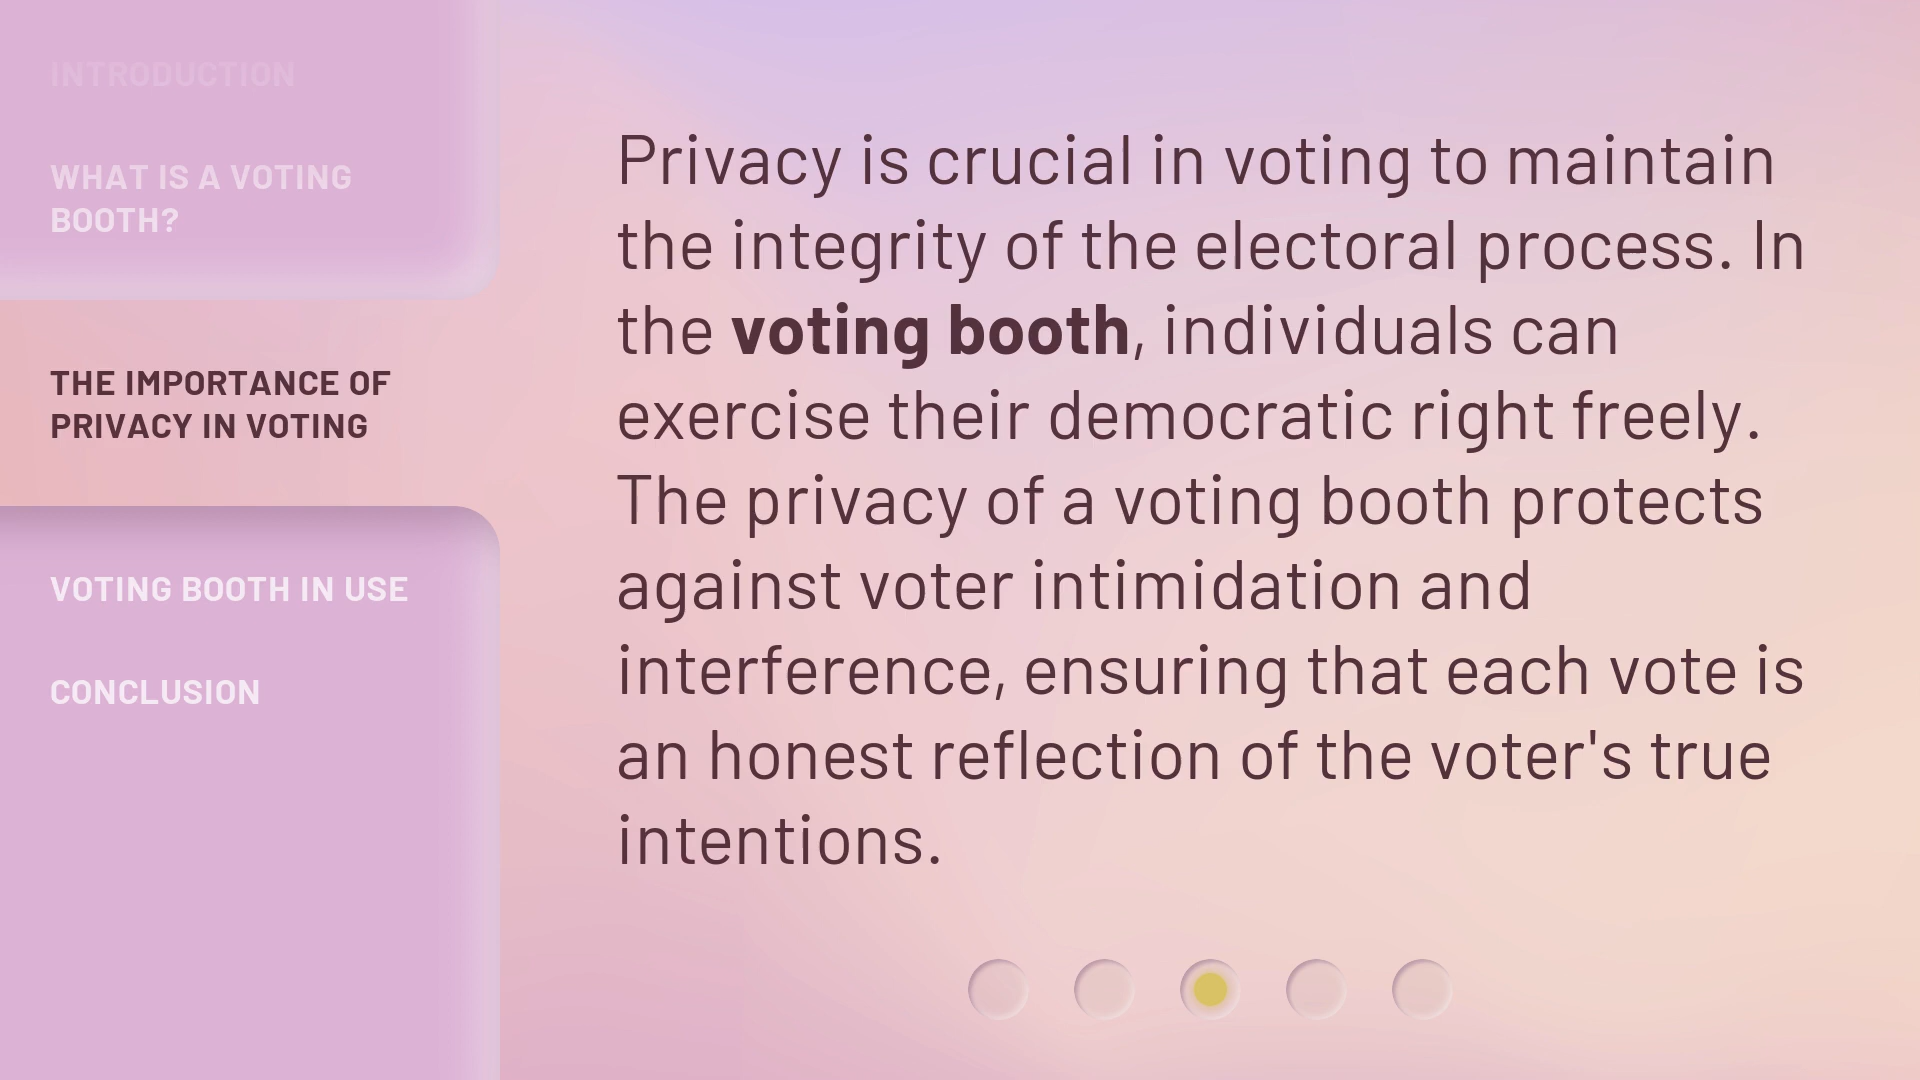 INTRODUCTION
WHAT IS A VOTING
BOOTH?
THE IMPORTANCE OF
PRIVACY IN VOTING
VOTING BOOTH IN USE
CONCLUSION
Privacy is crucial in voting to maintain
the integrity of the electoral process. In
the voting booth, individuals can
exercise their democratic right freely.
The privacy of a voting booth protects
against voter intimidation and
interference, ensuring that each vote is
an honest reflection of the voter's true
intentions.